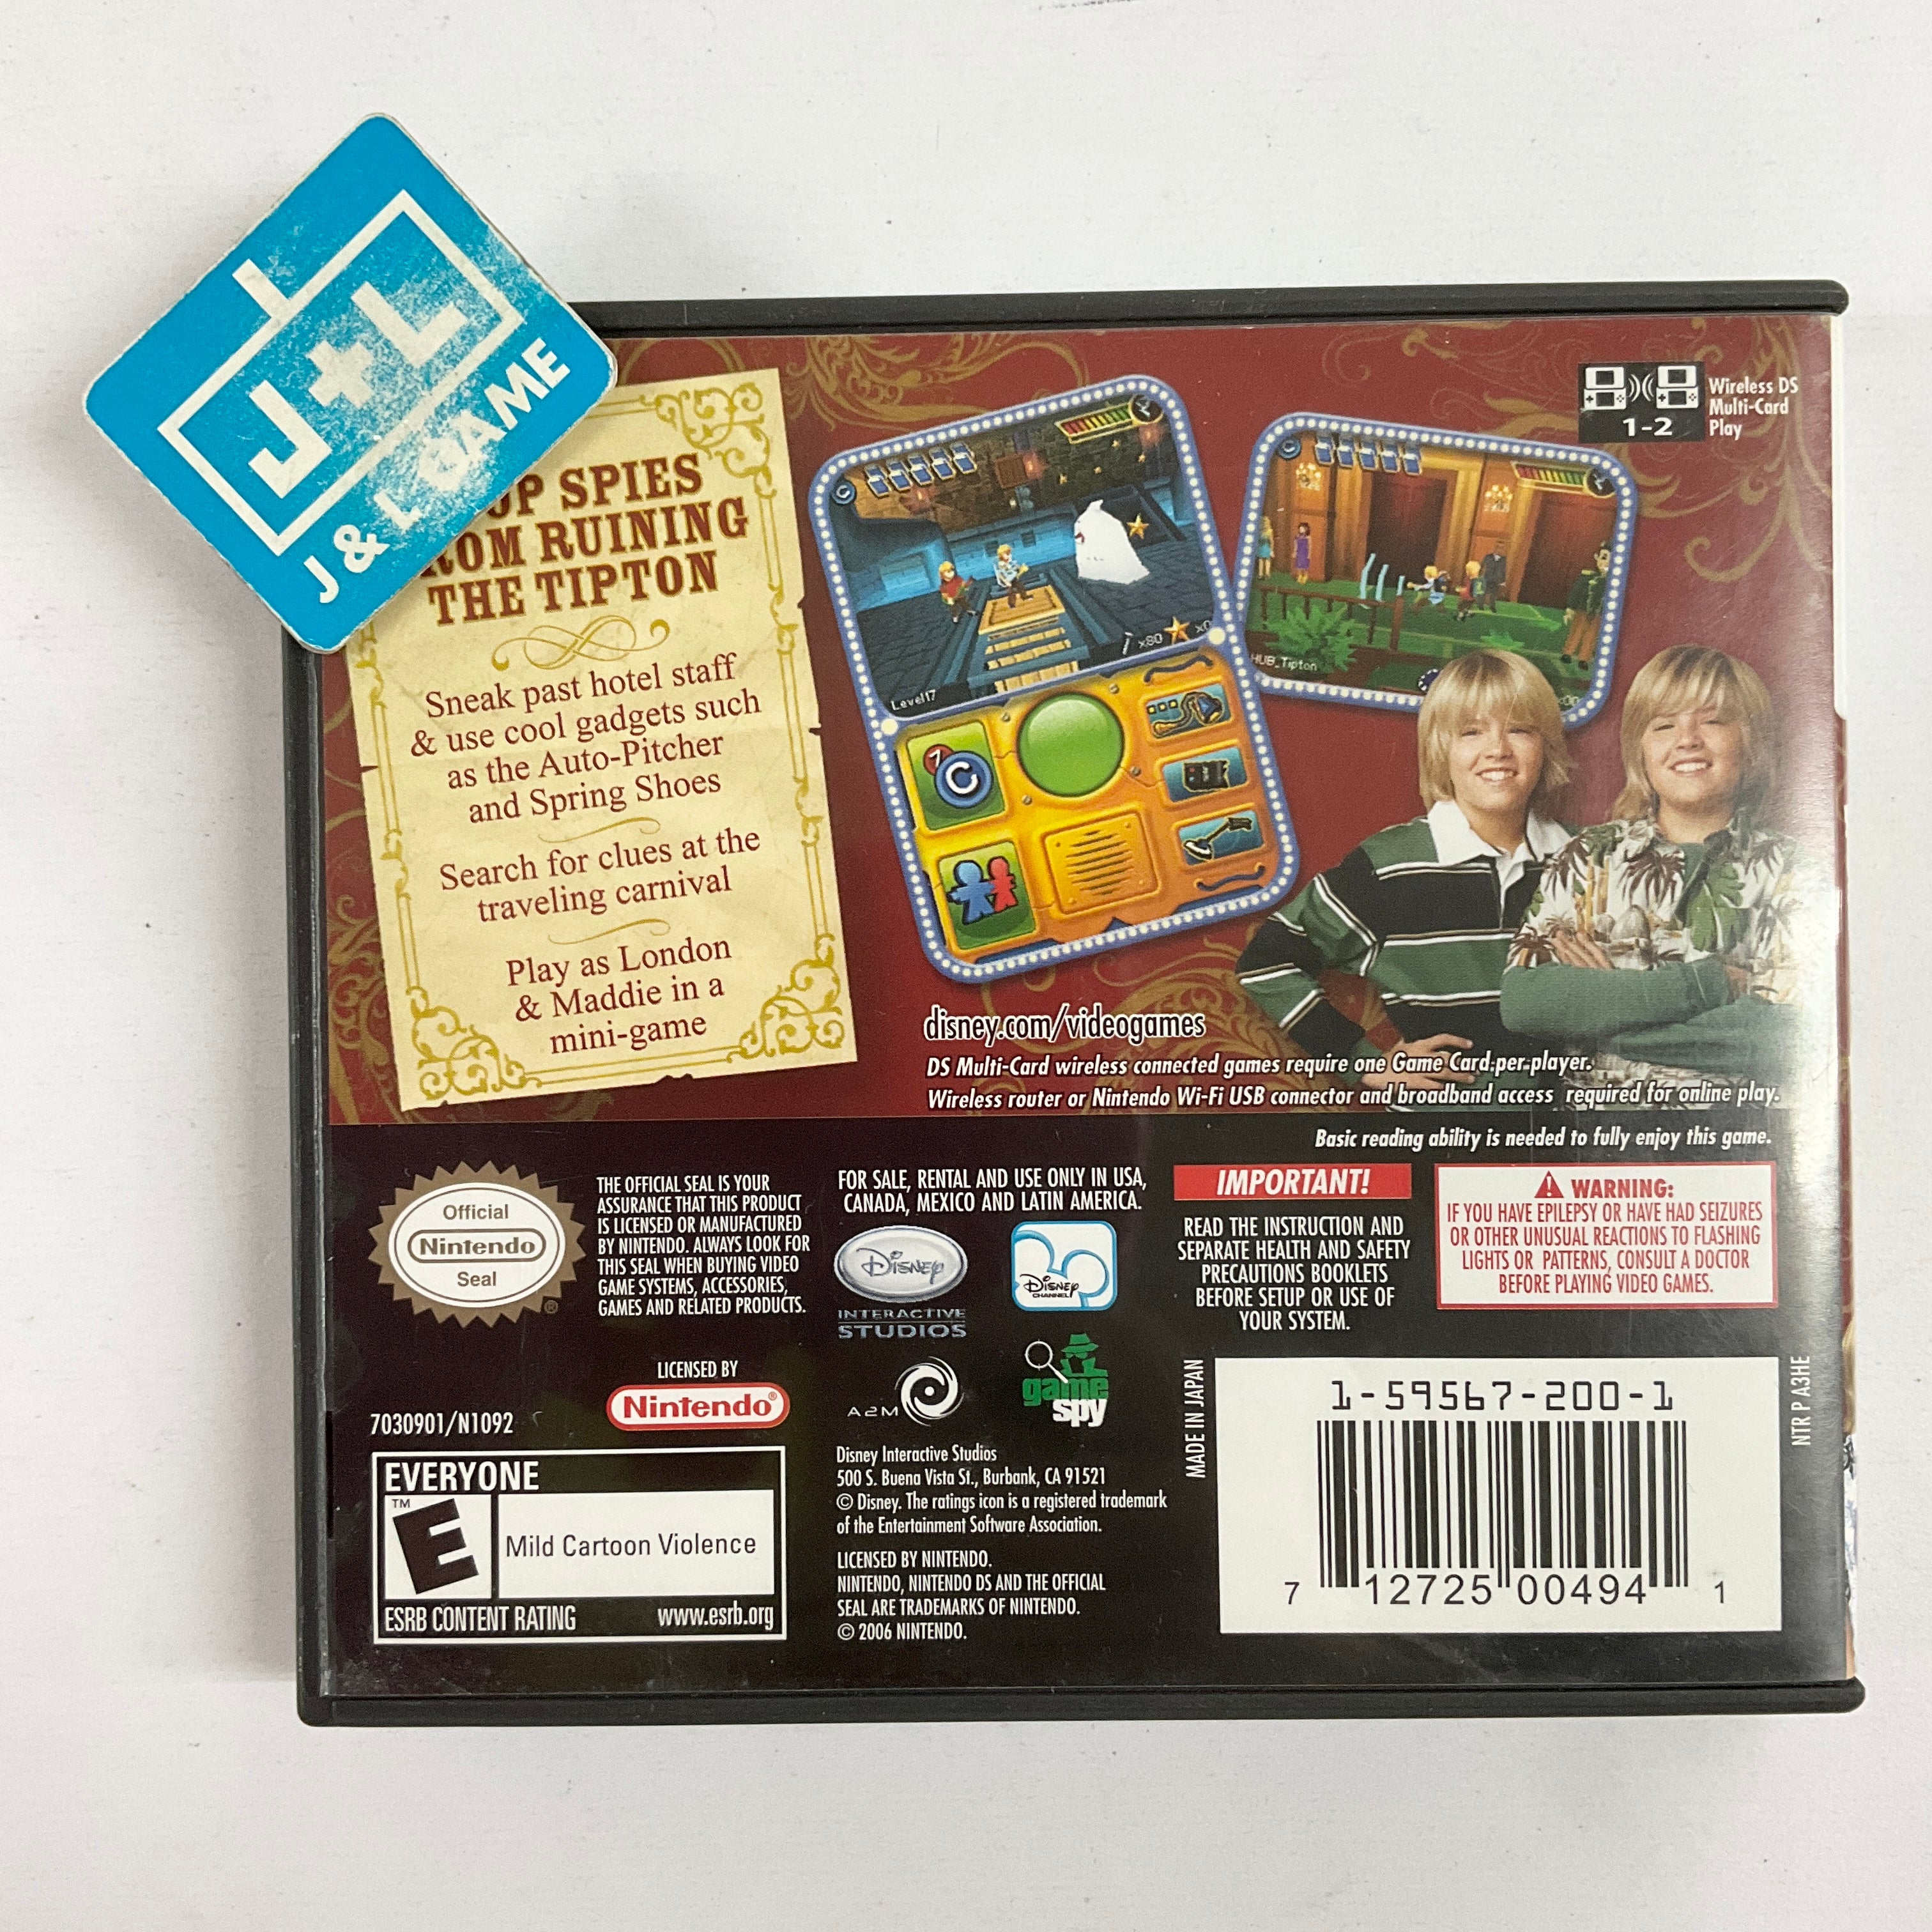 J+L
J & L GAME
SPIES
RUINING
THE TIPTON
Sneak past hotel staff
& use cool gadgets such
as the Auto-Pitcher
and Spring Shoes
Search for clues at the
traveling carnival
Play as London
& Maddie in a
mini-game
x80 x0
Level17
C
HUB_Tipton
1-2
Wireless DS
Multi-Card
Play
disney.com/videogames
DS Multi-Card wireless connected games require one Game Card per player.
Wireless router or Nintendo Wi-Fi USB connector and broadband access required for online play.
Basic reading ability is needed to fully enjoy this game.
Official
Nintendo
Seal
®
THE OFFICIAL SEAL IS YOUR
ASSURANCE THAT THIS PRODUCT
IS LICENSED OR MANUFACTURED
BY NINTENDO. ALWAYS LOOK FOR
THIS SEAL WHEN BUYING VIDEO
GAME SYSTEMS, ACCESSORIES,
GAMES AND RELATED PRODUCTS.
LICENSED BY
Nintendo®
7030901/N1092
EVERYONE
™
E
Mild Cartoon Violence
ESRB CONTENT RATING www.esrb.org
FOR SALE, RENTAL AND USE ONLY IN USA,
CANADA, MEXICO AND LATIN AMERICA.
Disney
INTERACTIVE
STUDIOS
Disney
CHANNEL
A2M
game
spy
Disney Interactive Studios
500 S. Buena Vista St., Burbank, CA 91521
© Disney. The ratings icon is a registered trademark
of the Entertainment Software Association.
LICENSED BY NINTENDO.
NINTENDO, NINTENDO DS AND THE OFFICIAL
SEAL ARE TRADEMARKS OF NINTENDO.
© 2006 NINTENDO.
IMPORTANT!
READ THE INSTRUCTION AND
SEPARATE HEALTH AND SAFETY
PRECAUTIONS BOOKLETS
BEFORE SETUP OR USE OF
YOUR SYSTEM.
WARNING:
IF YOU HAVE EPILEPSY OR HAVE HAD SEIZURES
OR OTHER UNUSUAL REACTIONS TO FLASHING
LIGHTS OR PATTERNS, CONSULT A DOCTOR
BEFORE PLAYING VIDEO GAMES.
MADE IN JAPAN
1-59567-200-1
7 12725 00494 1
NTR P A3HE